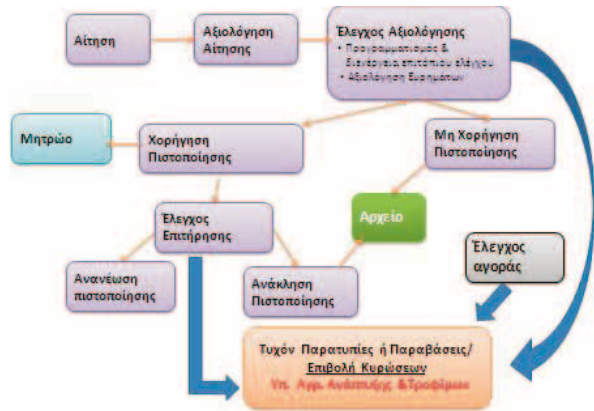 Αίτηση
Αξιολόγηση
Αίτησης
Έλεγχος Αξιολόγησης
• Προγραμματισμός &
διενέργεια, επιτόπιου ελέγχου
• Αξιολόγηση Ευρημάτων
Μητρώο
Χορήγηση
Πιστοποίησης
Μη Χορήγηση
Πιστοποίησης
Έλεγχος
Επιτήρησης
Αρχείο
Έλεγχος
αγοράς
Ανανέωση
πιστοποίησης
Ανάκληση
Πιστοποίησης
Τυχόν Παρατυπίες ή Παραβάσεις/
Επιβολή Κυρώσεων
Υπ. Αγρ. Ανάπτυξης & Τροφίμων